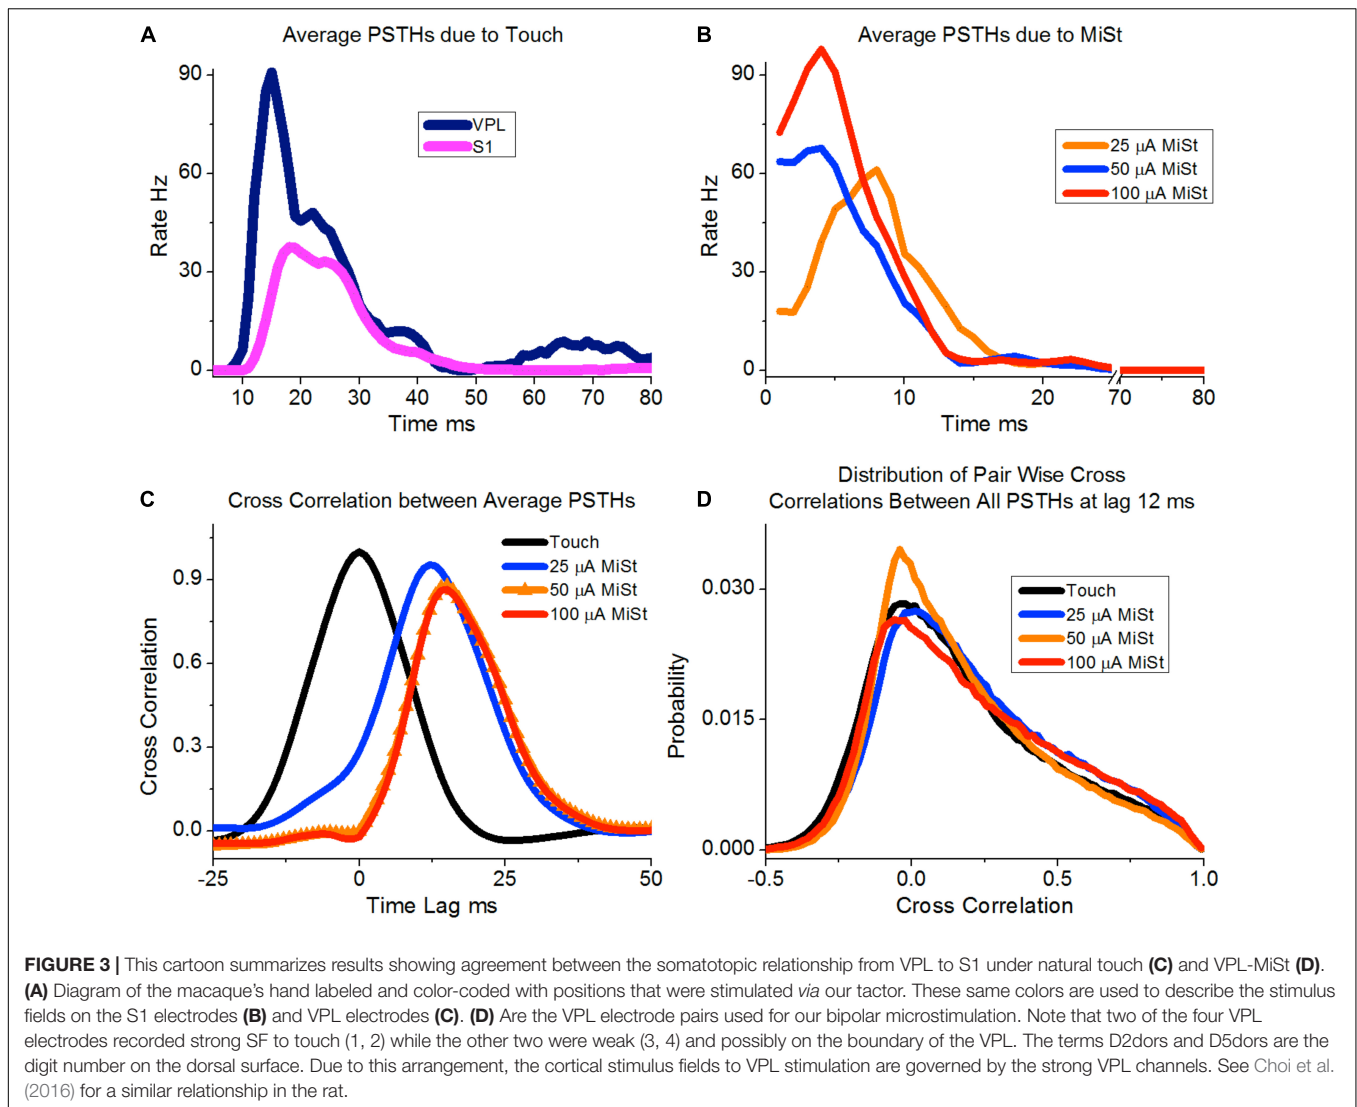 A
Average PSTHs due to Touch
90
60
30
0
Rate Hz
VPL
S1
10 20 30 40 50 60 70 80
Time ms
B
Average PSTHs due to MiSt
90
60
30
0
Rate Hz
25 µA MiSt
50 µA MiSt
100 µA MiSt
0 10 20 70 80
Time ms
C
Cross Correlation between Average PSTHs
0.9
0.6
0.3
0.0
Cross Correlation
Touch
25 µA MiSt
50 µA MiSt
100 µA MiSt
-25 0 25 50
Time Lag ms
D
Distribution of Pair Wise Cross
Correlations Between All PSTHs at lag 12 ms
0.030
0.015
0.000
Probability
Touch
25 µA MiSt
50 µA MiSt
100 µA MiSt
-0.5 0.0 0.5 1.0
Cross Correlation
FIGURE 3 | This cartoon summarizes results showing agreement between the somatotopic relationship from VPL to S1 under natural touch (C) and VPL-MiSt (D).
(A) Diagram of the macaque's hand labeled and color-coded with positions that were stimulated via our tactor. These same colors are used to describe the stimulus
fields on the S1 electrodes (B) and VPL electrodes (C). (D) Are the VPL electrode pairs used for our bipolar microstimulation. Note that two of the four VPL
electrodes recorded strong SF to touch (1, 2) while the other two were weak (3, 4) and possibly on the boundary of the VPL. The terms D2dors and D5dors are the
digit number on the dorsal surface. Due to this arrangement, the cortical stimulus fields to VPL stimulation are governed by the strong VPL channels. See Choi et al.
(2016) for a similar relationship in the rat.